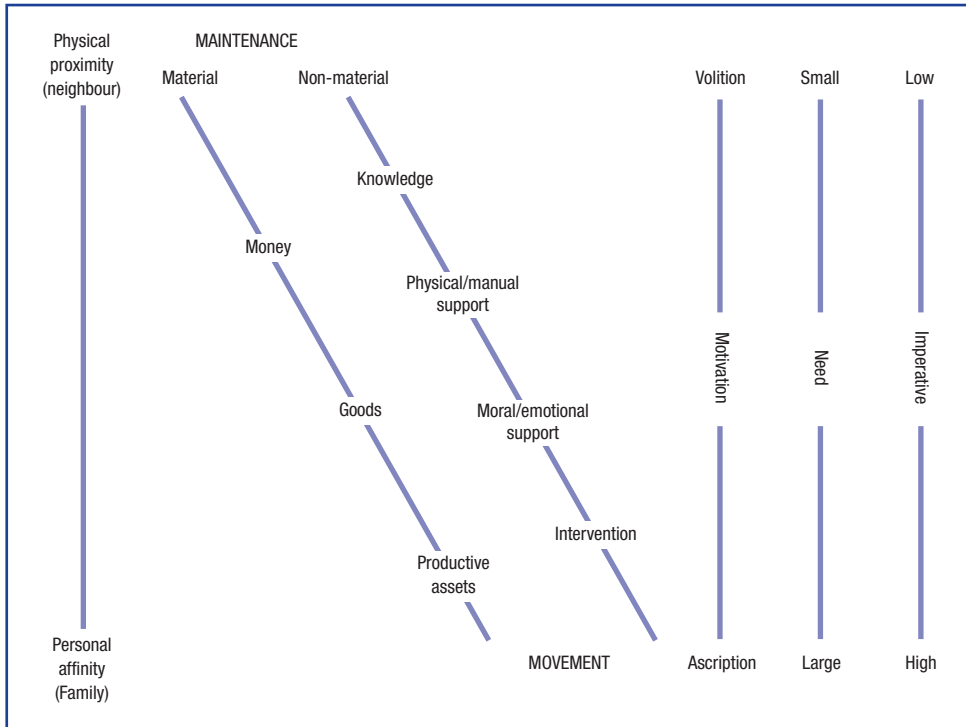 Physical
proximity
(neighbour)
MAINTENANCE
Material
Non-material
Volition
Small
Low
Knowledge
Money
Physical/manual
support
Motivation
Need
Imperative
Goods
Moral/emotional
support
Intervention
Productive
assets
Personal
affinity
(Family)
MOVEMENT
Ascription
Large
High